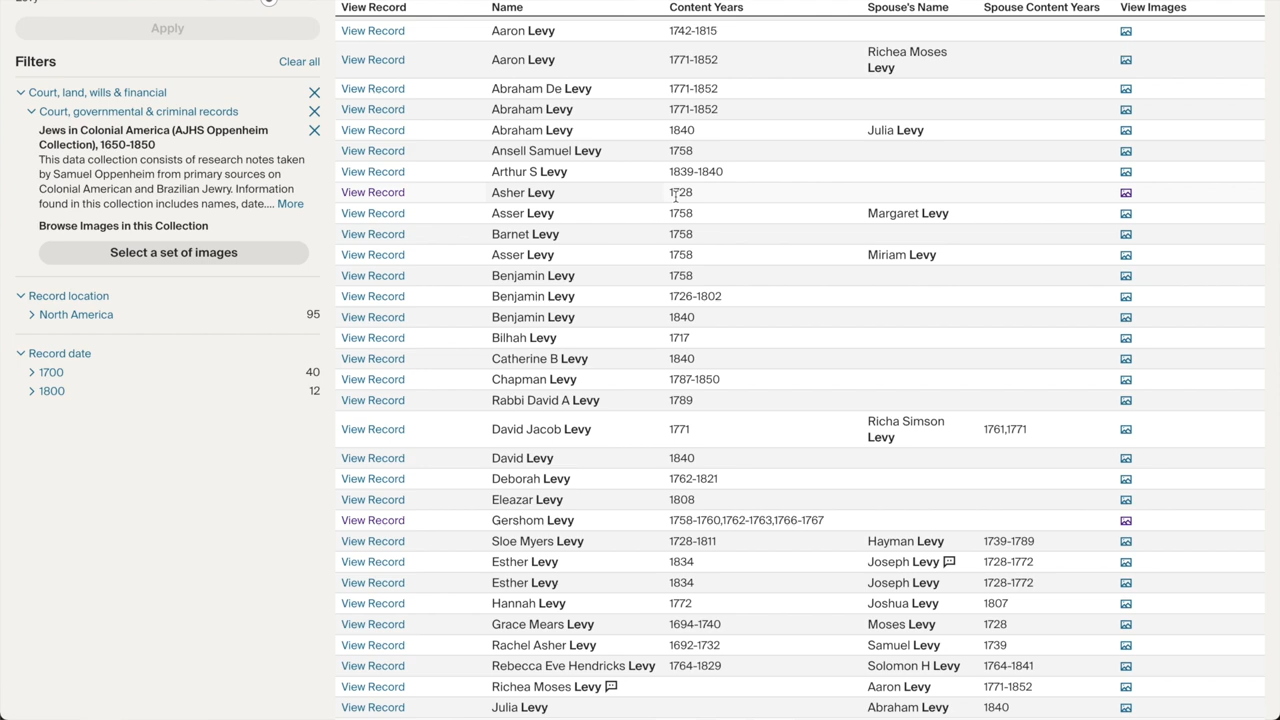 Apply
Filters
Clear all
Court, land, wills & financial
Court, governmental & criminal records
Jews in Colonial America (AJHS Oppenheim
Collection), 1650-1850
This data collection consists of research notes taken
by Samuel Oppenheim from primary sources on
Colonial American and Brazilian Jewry. Information
found in this collection includes names, date.... More
Browse Images in this Collection
Select a set of images
Record location
North America 95
Record date
1700 40
1800 12
View Record Name Content Years Spouse's Name Spouse Content Years View Images
View Record Aaron Levy 1742-1815
View Record Aaron Levy 1771-1852 Richea Moses
Levy
View Record Abraham De Levy 1771-1852
View Record Abraham Levy 1771-1852
View Record Abraham Levy 1840 Julia Levy
View Record Ansell Samuel Levy 1758
View Record Arthur S Levy 1839-1840
View Record Asher Levy 1728
View Record Asser Levy 1758 Margaret Levy
View Record Barnet Levy 1758
View Record Asser Levy 1758 Miriam Levy
View Record Benjamin Levy 1758
View Record Benjamin Levy 1726-1802
View Record Benjamin Levy 1840
View Record Bilhah Levy 1717
View Record Catherine B Levy 1840
View Record Chapman Levy 1787-1850
View Record Rabbi David A Levy 1789
View Record David Jacob Levy 1771 Richa Simson
Levy 1761,1771
View Record David Levy 1840
View Record Deborah Levy 1762-1821
View Record Eleazar Levy 1808
View Record Gershom Levy 1758-1760,1762-1763,1766-1767
View Record Sloe Myers Levy 1728-1811 Hayman Levy 1739-1789
View Record Esther Levy 1834 Joseph Levy 1728-1772
View Record Esther Levy 1834 Joseph Levy 1728-1772
View Record Hannah Levy 1772 Joshua Levy 1807
View Record Grace Mears Levy 1694-1740 Moses Levy 1728
View Record Rachel Asher Levy 1692-1732 Samuel Levy 1739
View Record Rebecca Eve Hendricks Levy 1764-1829 Solomon H Levy 1764-1841
View Record Richea Moses Levy Aaron Levy 1771-1852
View Record Julia Levy Abraham Levy 1840